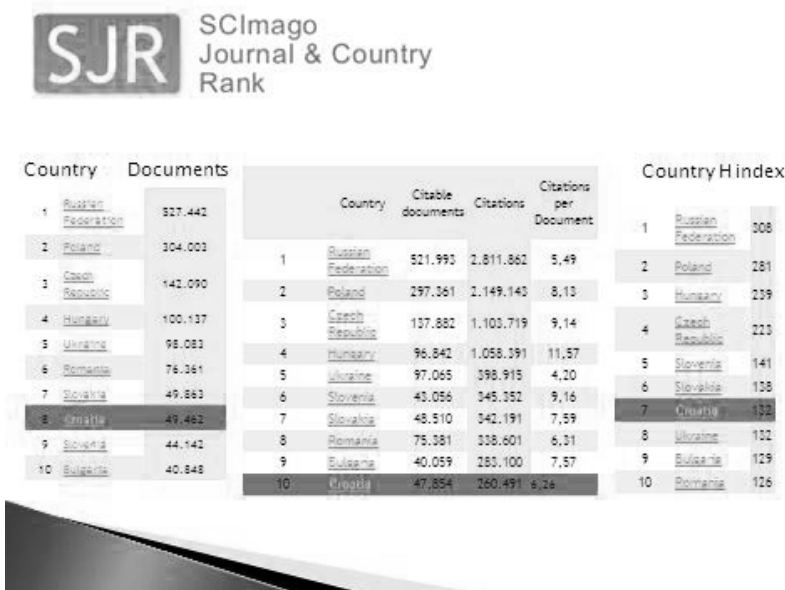 SJR
SCImago
Journal & Country
Rank
Country Documents
1 Russian Federation 527.442
2 Poland 304.003
3 Czech Republic 142.090
4 Hungary 100.137
5 Ukraine 98.083
6 Romania 76.361
7 Slovakia 49.863
8 Croatia 49.462
9 Slovenia 44.142
10 Bulgaria 40.848
Country Citable documents Citations Citations per Document
1 Russian Federation 521.993 2.811.862 5,49
2 Poland 297.361 2.149.143 8,13
3 Czech Republic 137.882 1.103.719 9,14
4 Hungary 96.842 1.058.391 11,57
5 Ukraine 97.065 398.915 4,20
6 Slovenia 43.056 345.352 9,16
7 Slovakia 48.510 342.191 7,59
8 Romania 75.381 338.601 6,31
9 Bulgaria 40.059 283.100 7,57
10 Croatia 47.854 260.491 6,26
Country H index
1 Russian Federation 308
2 Poland 281
3 Hungary 239
4 Czech Republic 223
5 Slovenia 141
6 Slovakia 138
7 Croatia 132
8 Ukraine 132
9 Bulgaria 129
10 Romania 126